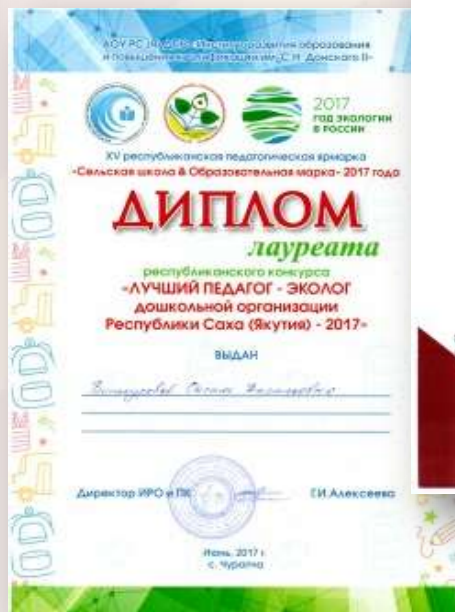 АОУ РС (Я) ДПО «Институт развития образования
и повышения квалификации им. С.Н. Донского II»
2017
ГОД ЭКОЛОГИИ
В РОССИИ
XV республиканская педагогическая ярмарка
«Сельская школа & Образовательная марка- 2017 года
ДИПЛОМ
лауреата
республиканского конкурса
«ЛУЧШИЙ ПЕДАГОГ - ЭКОЛОГ
дошкольной организации
Республики Саха (Якутия) - 2017»
ВЫДАН
Директор ИРО и ПК
Г.И. Алексеева
Июнь, 2017 г.
с. Чурапча